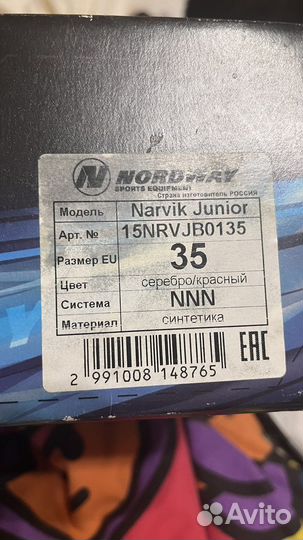 NORDWAY
SPORTS EQUIPMENT
Страна изготовитель РОССИЯ
Модель Narvik Junior
Арт. № 15NRVJB0135
Размер EU 35
Цвет серебро/красный
Система NNN
Материал синтетика
2 991008 148765
EAC
Avito